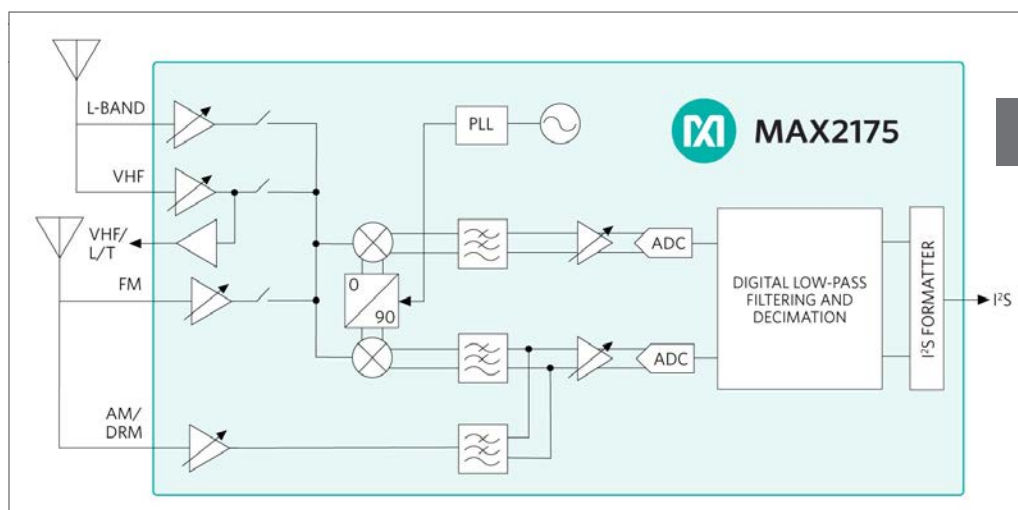 L-BAND
PLL
MAX2175
VHF
VHF/
L/T
ADC
FM
0
90
DIGITAL LOW-PASS
FILTERING AND
DECIMATION
I²S FORMATTER
I²S
ADC
AM/
DRM